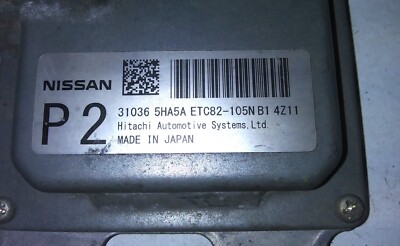 NISSAN
P2
31036 5HA5A ETC82-105N B1 4Z11
Hitachi Automotive Systems,Ltd.
MADE IN JAPAN